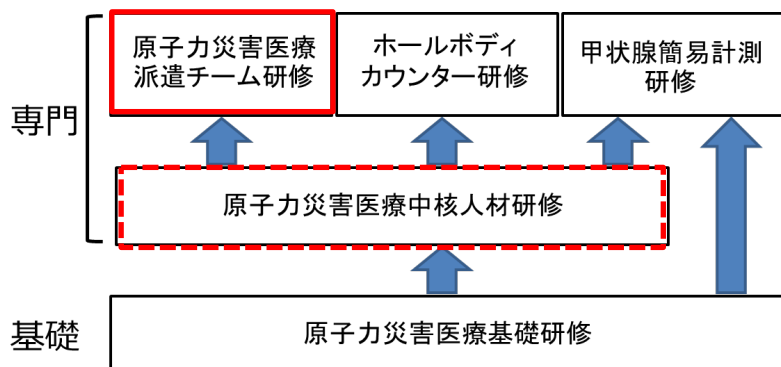 原子力災害医療
派遣チーム研修
ホールボディ
カウンター研修
甲状腺簡易計測
研修
専門
原子力災害医療中核人材研修
基礎
原子力災害医療基礎研修